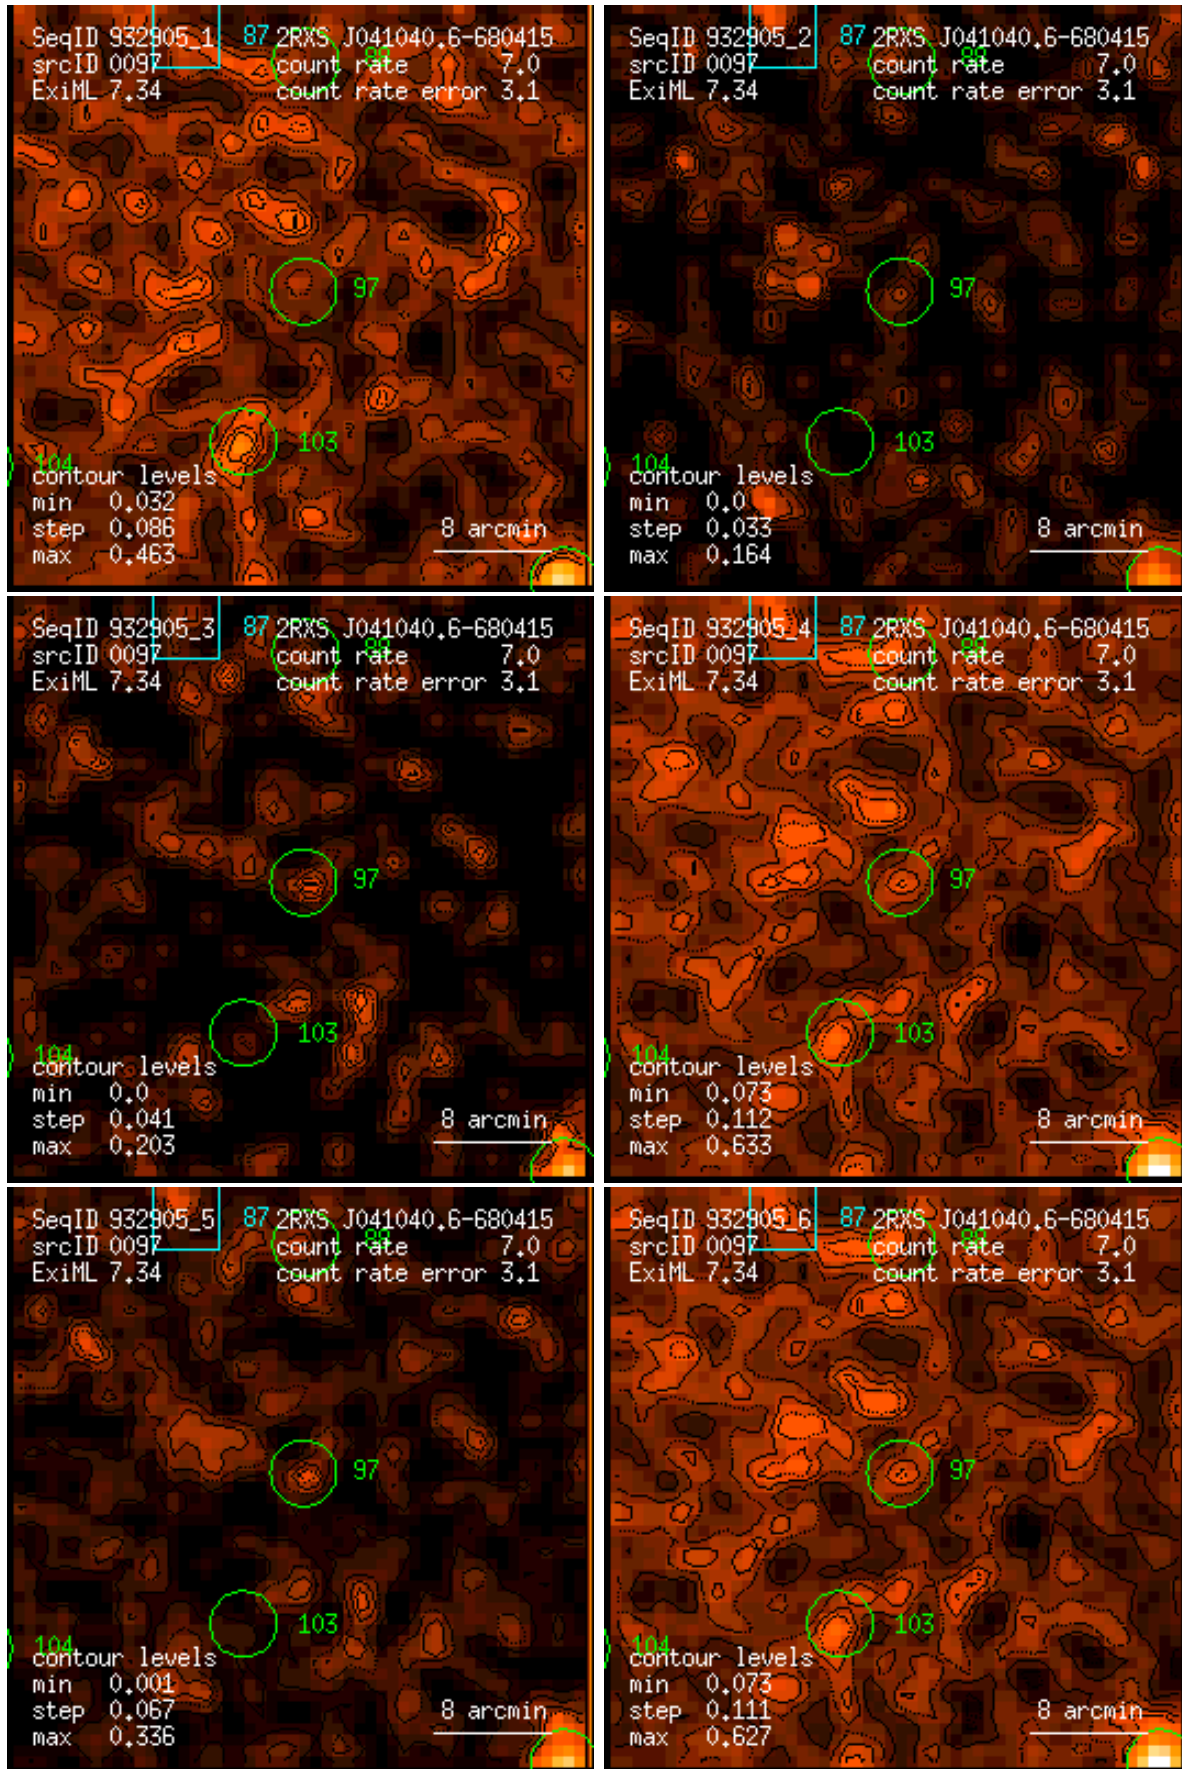 SeqID 932905_1 87 2RXS J041040.6-680415
srcID 0097 count rate 88 7.0
ExiML 7.34 count rate error 3.1
97
103
104
contour levels
min 0.032
step 0.086 8 arcmin
max 0.463
SeqID 932905_2 87 2RXS J041040.6-680415
srcID 0097 count rate 88 7.0
ExiML 7.34 count rate error 3.1
97
103
104
contour levels
min 0.0
step 0.033 8 arcmin
max 0.164
SeqID 932905_3 87 2RXS J041040.6-680415
srcID 0097 count rate 88 7.0
ExiML 7.34 count rate error 3.1
97
103
104
contour levels
min 0.0
step 0.041 8 arcmin
max 0.203
SeqID 932905_4 87 2RXS J041040.6-680415
srcID 0097 count rate 88 7.0
ExiML 7.34 count rate error 3.1
97
103
104
contour levels
min 0.073
step 0.112 8 arcmin
max 0.633
SeqID 932905_5 87 2RXS J041040.6-680415
srcID 0097 count rate 88 7.0
ExiML 7.34 count rate error 3.1
97
103
104
contour levels
min 0.001
step 0.067 8 arcmin
max 0.336
SeqID 932905_6 87 2RXS J041040.6-680415
srcID 0097 count rate 88 7.0
ExiML 7.34 count rate error 3.1
97
103
104
contour levels
min 0.073
step 0.111 8 arcmin
max 0.627